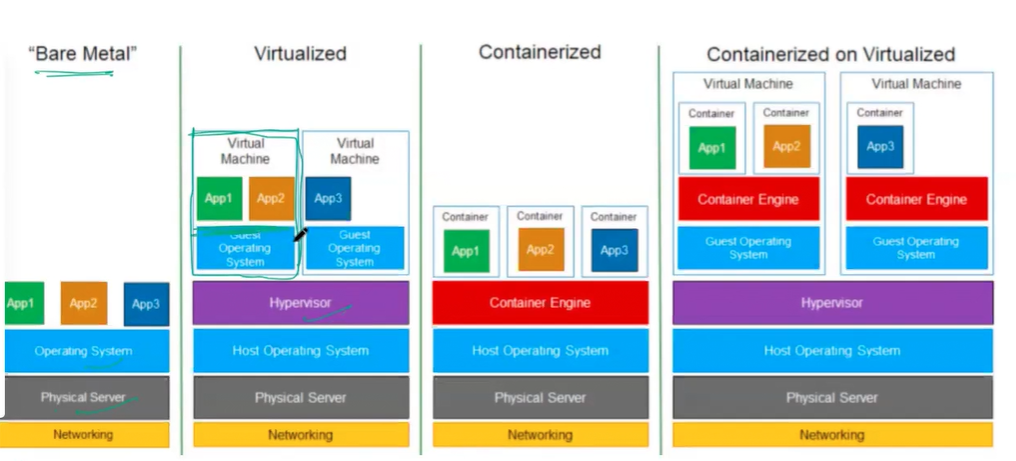 “Bare Metal”
App1 App2 App3
Operating System
Physical Server
Networking
Virtualized
Virtual
Machine
App1 App2
Guest
Operating
System
Virtual
Machine
App3
Guest
Operating
System
Hypervisor
Host Operating System
Physical Server
Networking
Containerized
Container
App1
Container
App2
Container
App3
Container Engine
Host Operating System
Physical Server
Networking
Containerized on Virtualized
Virtual Machine
Container
App1
Container
App2
Container Engine
Guest Operating
System
Virtual Machine
Container
App3
Container Engine
Guest Operating
System
Hypervisor
Host Operating System
Physical Server
Networking